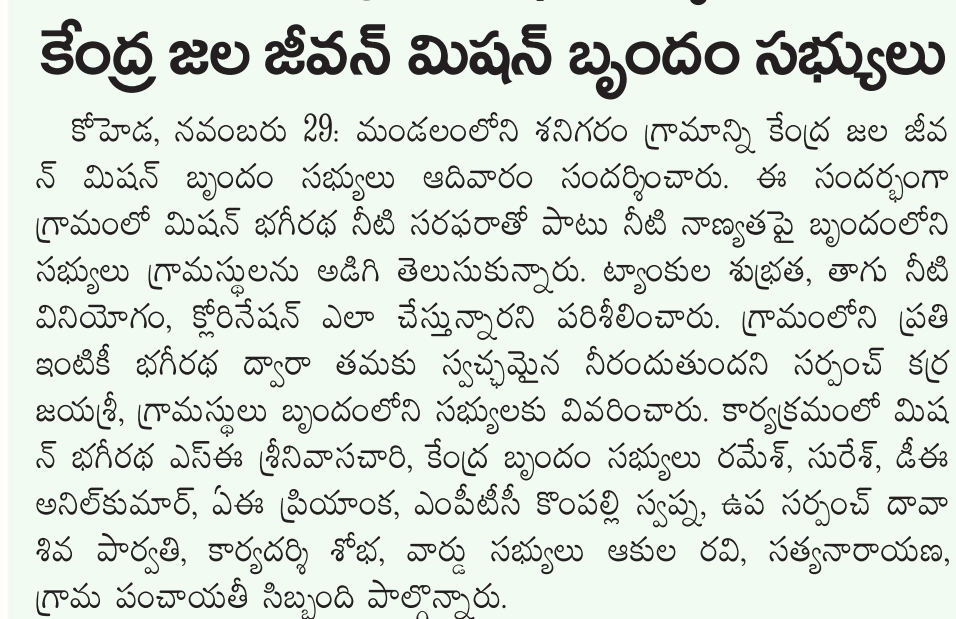 కేంద్ర జల జీవన్ మిషన్ బృందం సభ్యులు
కోహెడ, నవంబరు 29: మండలంలోని శనిగరం గ్రామాన్ని కేంద్ర జల జీవ
న్ మిషన్ బృందం సభ్యులు ఆదివారం సందర్శించారు. ఈ సందర్భంగా
గ్రామంలో మిషన్ భగీరథ నీటి సరఫరాతో పాటు నీటి నాణ్యతపై బృందంలోని
సభ్యులు గ్రామస్థులను అడిగి తెలుసుకున్నారు. ట్యాంకుల శుభ్రత, తాగు నీటి
వినియోగం, క్లోరినేషన్ ఎలా చేస్తున్నారని పరిశీలించారు. గ్రామంలోని ప్రతి
ఇంటికీ భగీరథ ద్వారా తమకు స్వచ్ఛమైన నీరందుతుందని సర్పంచ్ కర్ర
జయశ్రీ, గ్రామస్థులు బృందంలోని సభ్యులకు వివరించారు. కార్యక్రమంలో మిష
న్ భగీరథ ఎస్ఈ శ్రీనివాసచారి, కేంద్ర బృందం సభ్యులు రమేశ్, సురేశ్, డీఈ
అనిల్‌కుమార్, ఏఈ ప్రియాంక, ఎంపీటీసీ కొంపల్లి స్వప్న, ఉప సర్పంచ్ దావా
శివ పార్వతి, కార్యదర్శి శోభ, వార్డు సభ్యులు ఆకుల రవి, సత్యనారాయణ,
గ్రామ పంచాయతీ సిబ్బంది పాల్గొన్నారు.